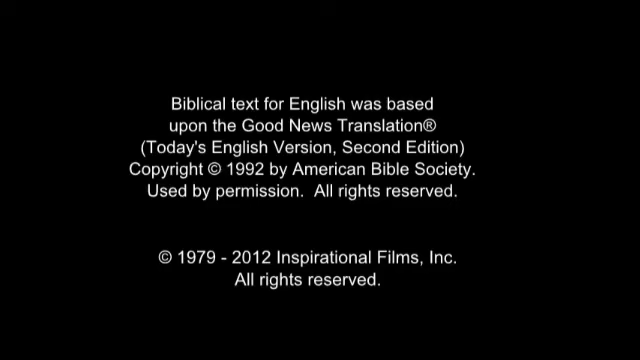 Biblical text for English was based
upon the Good News Translation®
(Today's English Version, Second Edition)
Copyright © 1992 by American Bible Society.
Used by permission.  All rights reserved.
© 1979 - 2012 Inspirational Films, Inc.
All rights reserved.